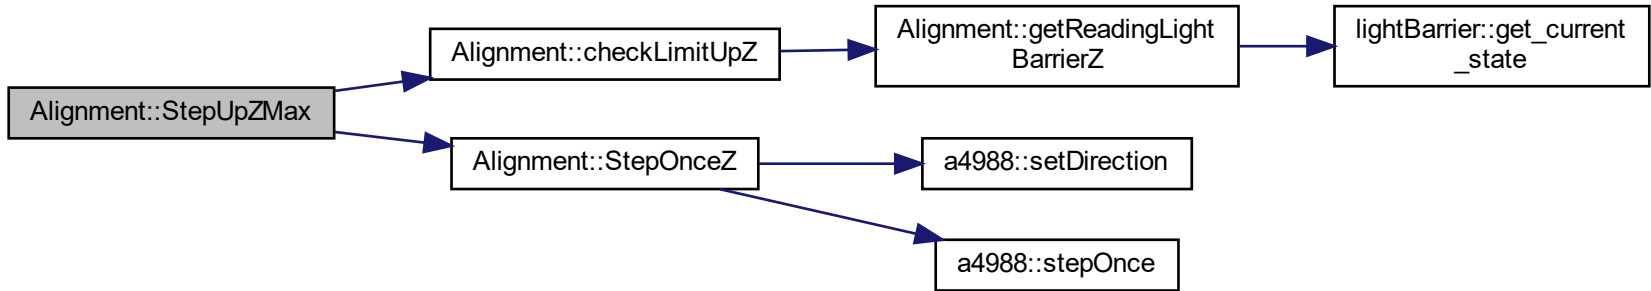 Alignment::StepUpZMax
Alignment::checkLimitUpZ
Alignment::getReadingLight
BarrierZ
lightBarrier::get_current
_state
Alignment::StepOnceZ
a4988::setDirection
a4988::stepOnce